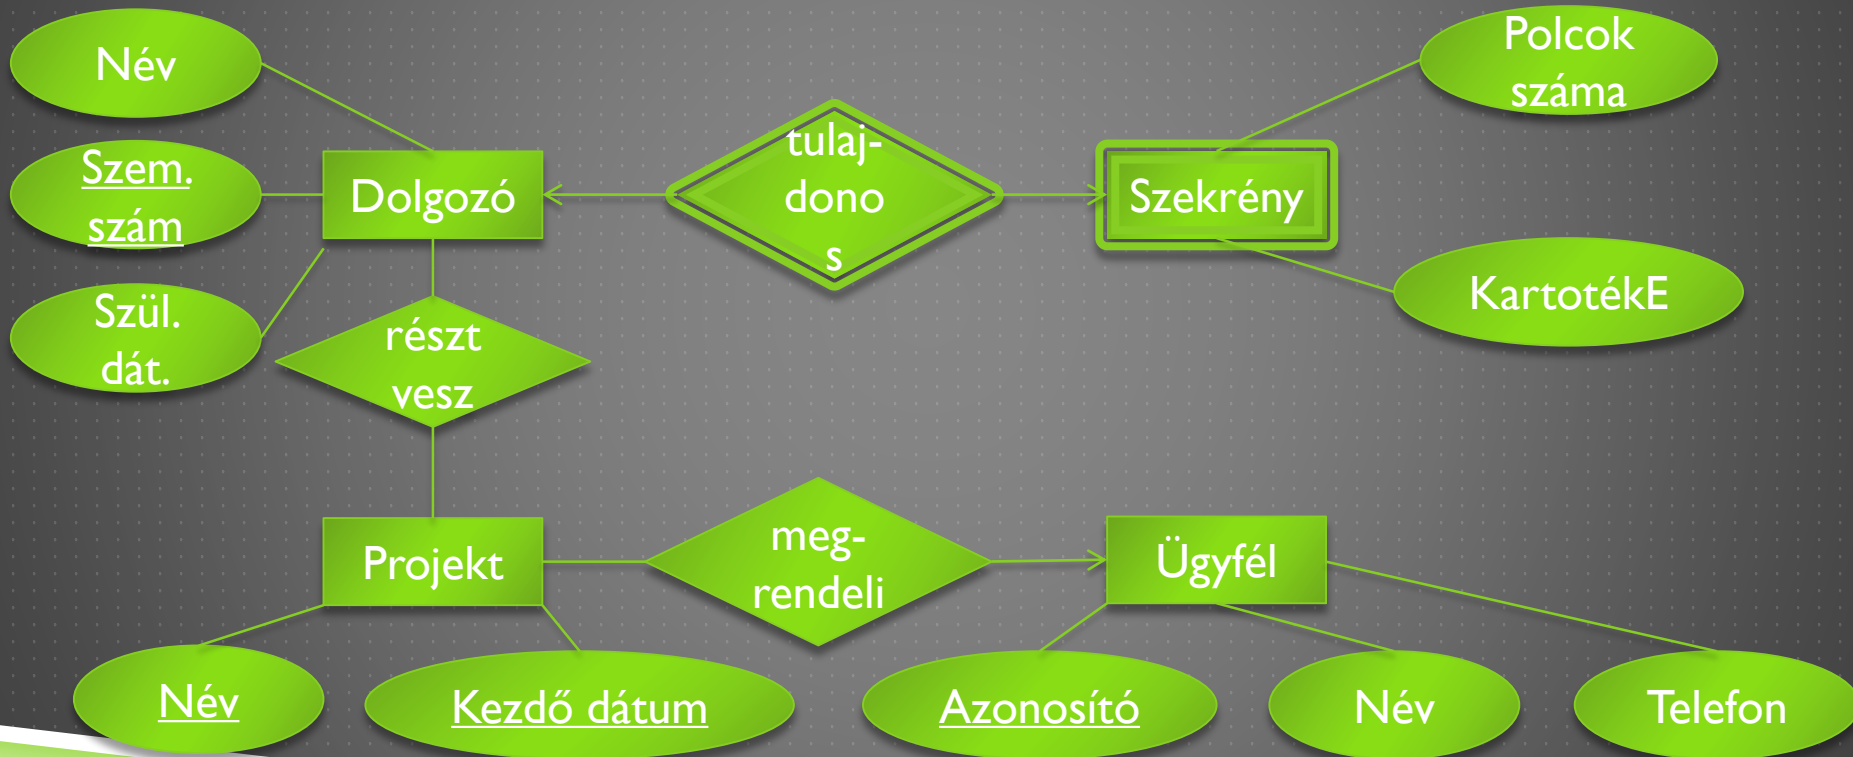 Név
Polcok
száma
Szem.
szám
Dolgozó
tulaj-
dono
s
Szekrény
Szül.
dát.
részt
vesz
KartotékE
Projekt
meg-
rendeli
Ügyfél
Név
Kezdő dátum
Azonosító
Név
Telefon